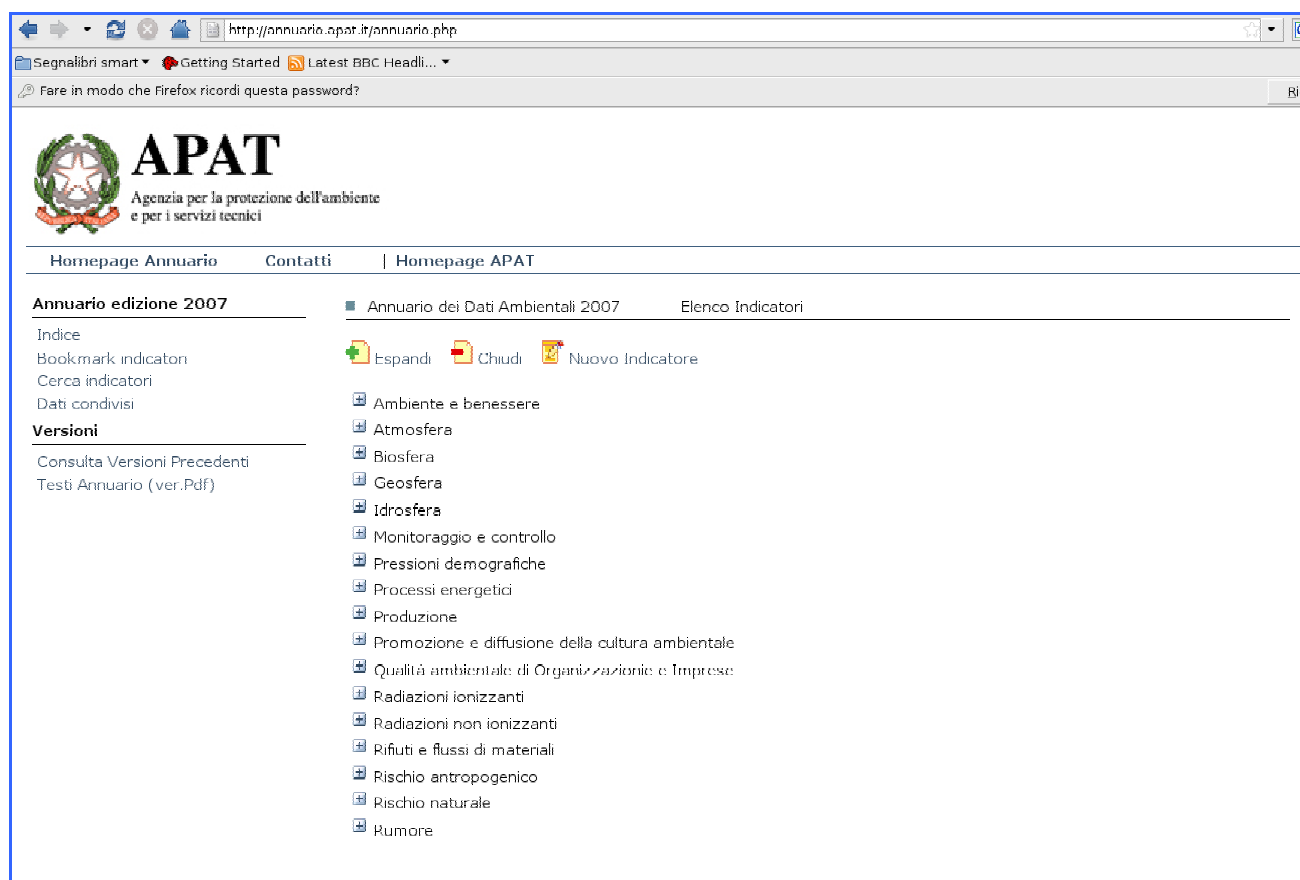 http://annuario.apat.it/annuario.php
Segnalibri smart Getting Started Latest BBC Headli...
Fare in modo che Firefox ricordi questa password? Ri
APAT
Agenzia per la protezione dell'ambiente
e per i servizi tecnici
Homepage Annuario Contatti | Homepage APAT
Annuario edizione 2007
Indice
Bookmark indicatori
Cerca indicatori
Dati condivisi
Versioni
Consulta Versioni Precedenti
Testi Annuario (ver.Pdf)
Annuario dei Dati Ambientali 2007 Elenco Indicatori
Espandi Chiudi Nuovo Indicatore
Ambiente e benessere
Atmosfera
Biosfera
Geosfera
Idrosfera
Monitoraggio e controllo
Pressioni demografiche
Processi energetici
Produzione
Promozione e diffusione della cultura ambientale
Qualità ambientale di Organizzazionie e Imprese
Radiazioni ionizzanti
Radiazioni non ionizzanti
Rifiuti e flussi di materiali
Rischio antropogenico
Rischio naturale
Rumore